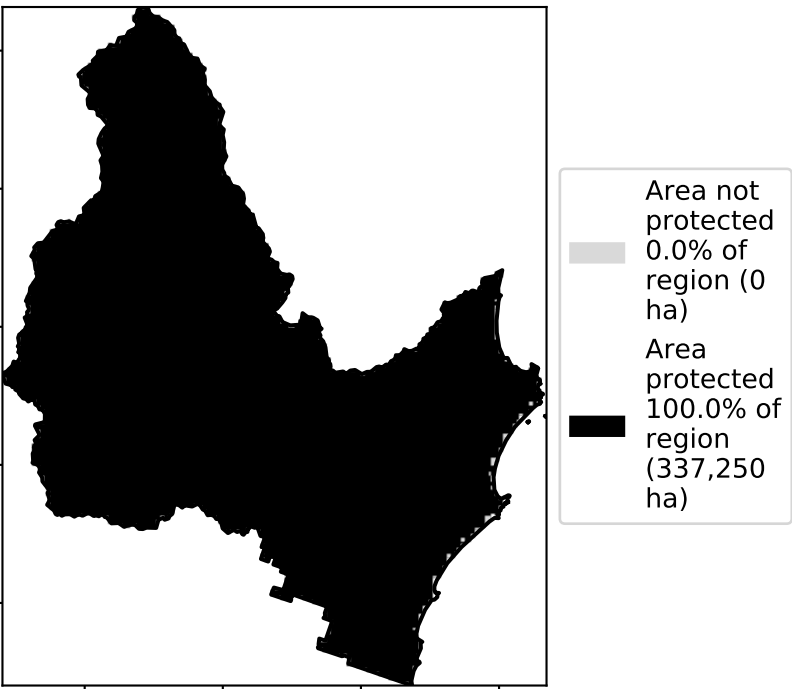 Area not
protected
0.0% of
region (0
ha)
Area
protected
100.0% of
region
(337,250
ha)